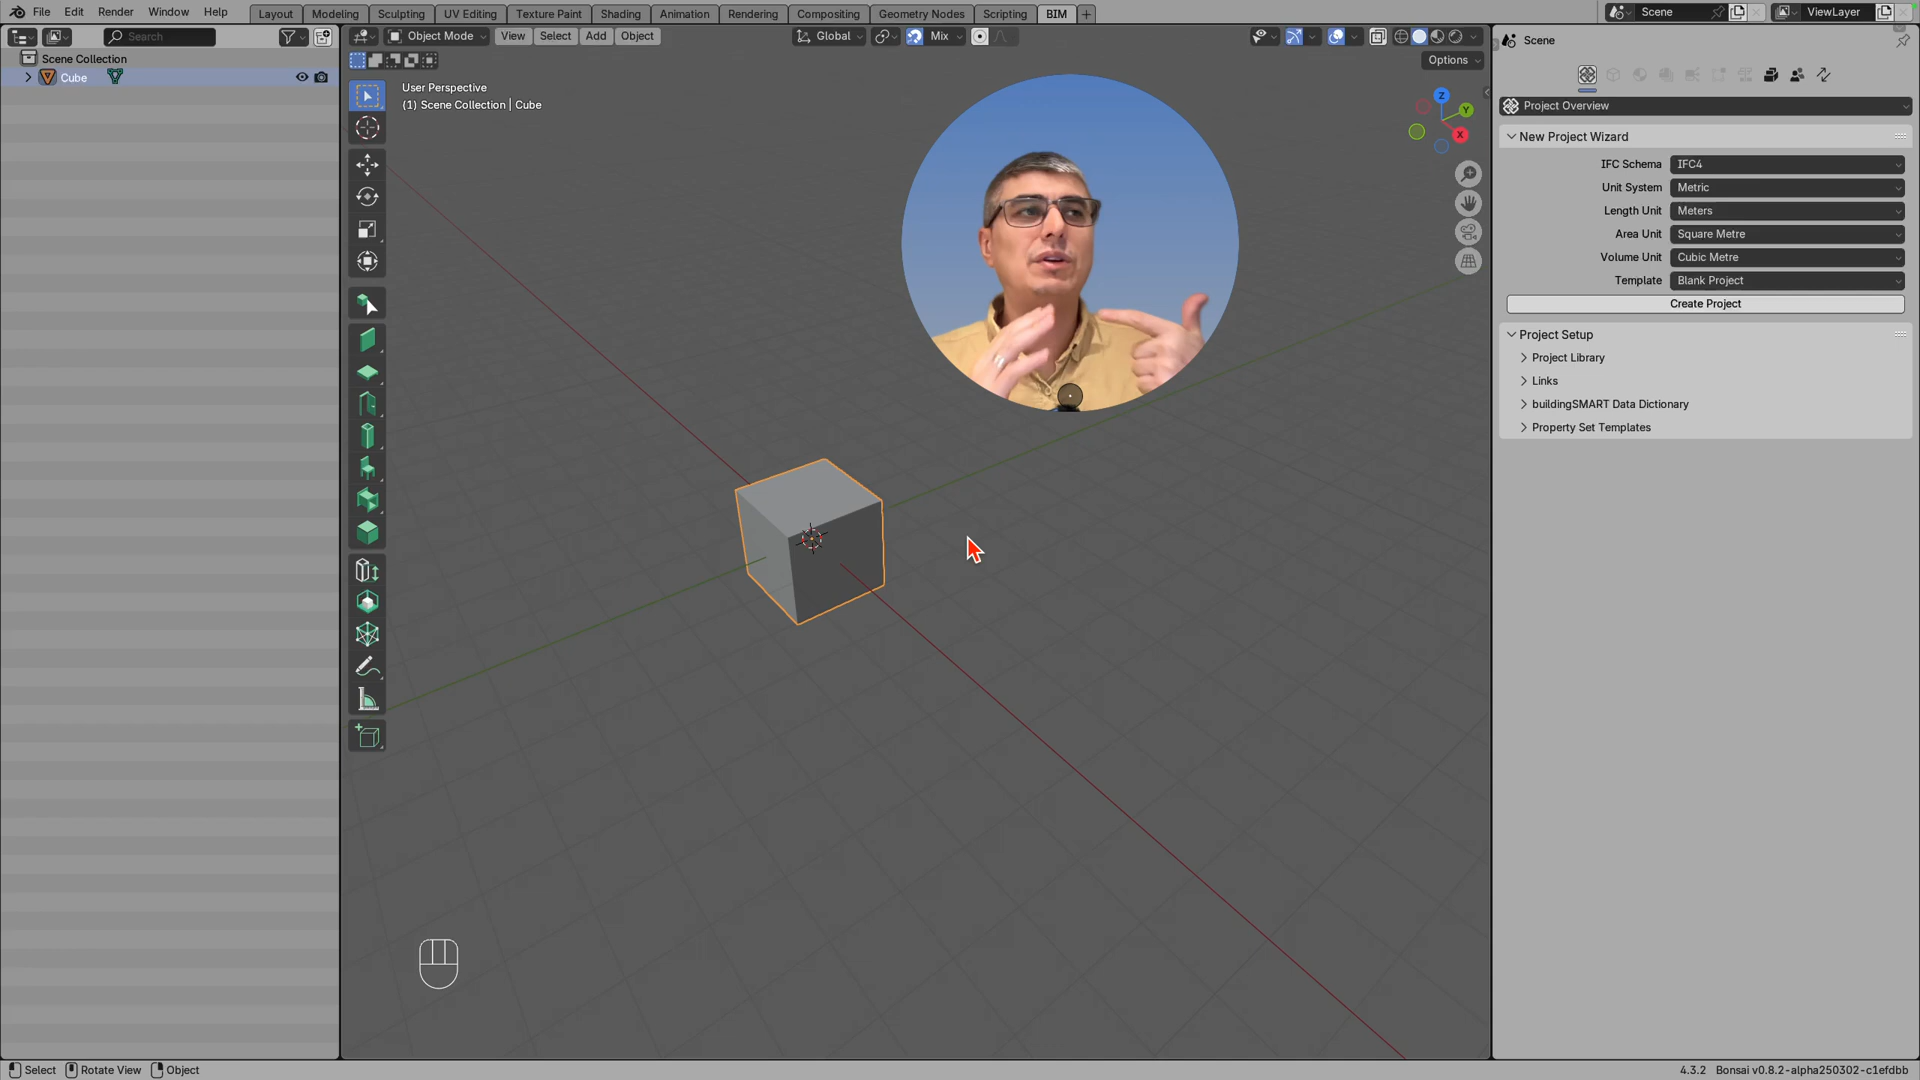 File Edit Render Window Help Layout Modeling Sculpting UV Editing Texture Paint Shading Animation Rendering Compositing Geometry Nodes Scripting BIM + Scene ViewLayer
Search
Object Mode View Select Add Object Global Mix
Scene
Options
Scene Collection
Cube
User Perspective
(1) Scene Collection | Cube
Z
Y
X
Project Overview
New Project Wizard
IFC Schema IFC4
Unit System Metric
Length Unit Meters
Area Unit Square Metre
Volume Unit Cubic Metre
Template Blank Project
Create Project
Project Setup
Project Library
Links
buildingSMART Data Dictionary
Property Set Templates
Select Rotate View Object
4.3.2 Bonsai v0.8.2-alpha250302-c1efdbb